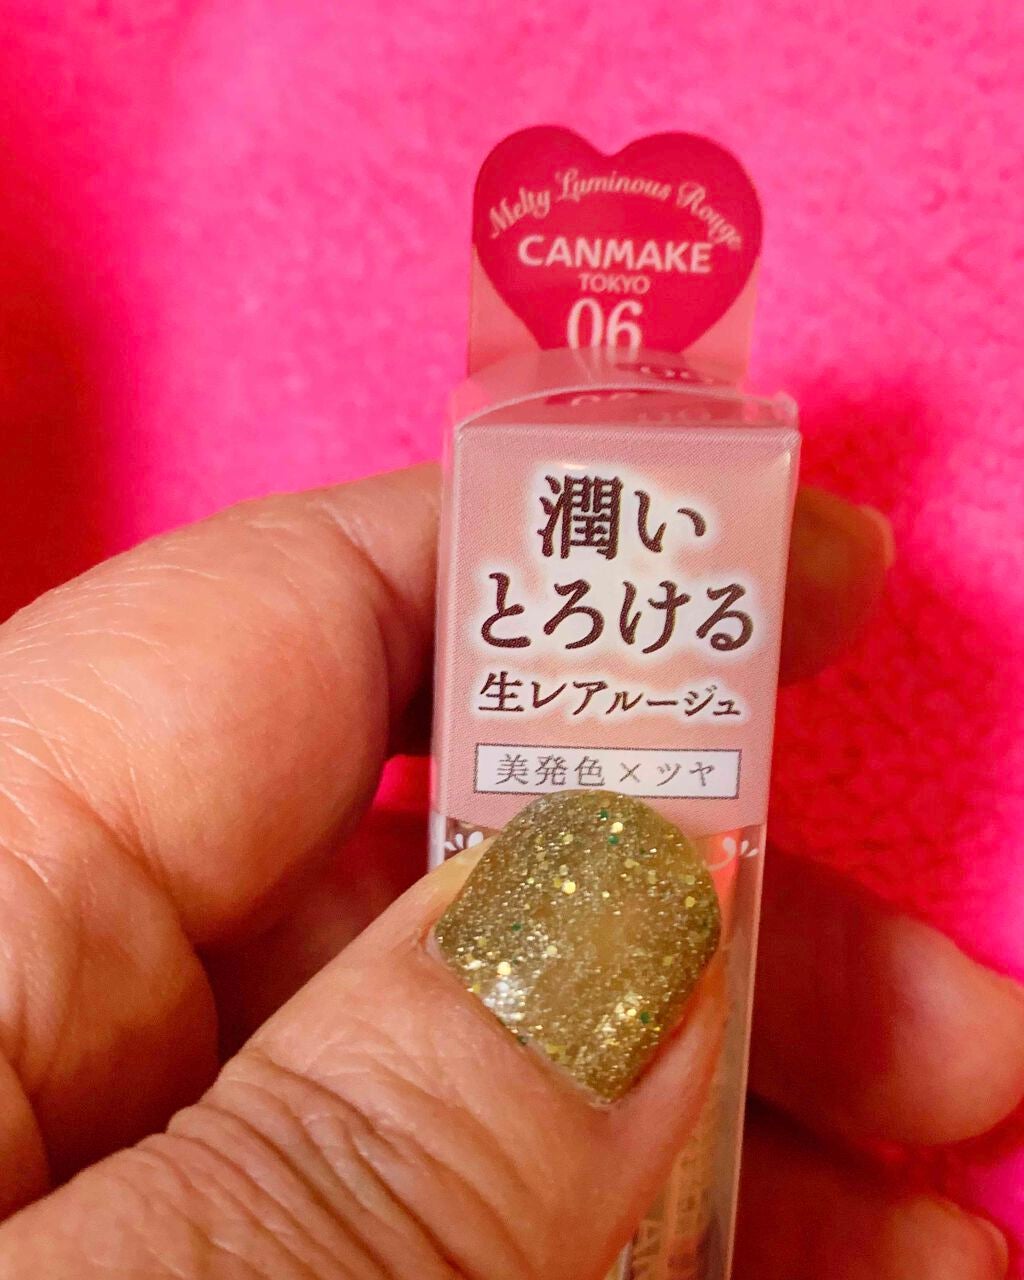 Melty Luminous Rouge
CANMAKE
TOKYO
06
潤い
とろける
生レアルージュ
美発色×ツヤ